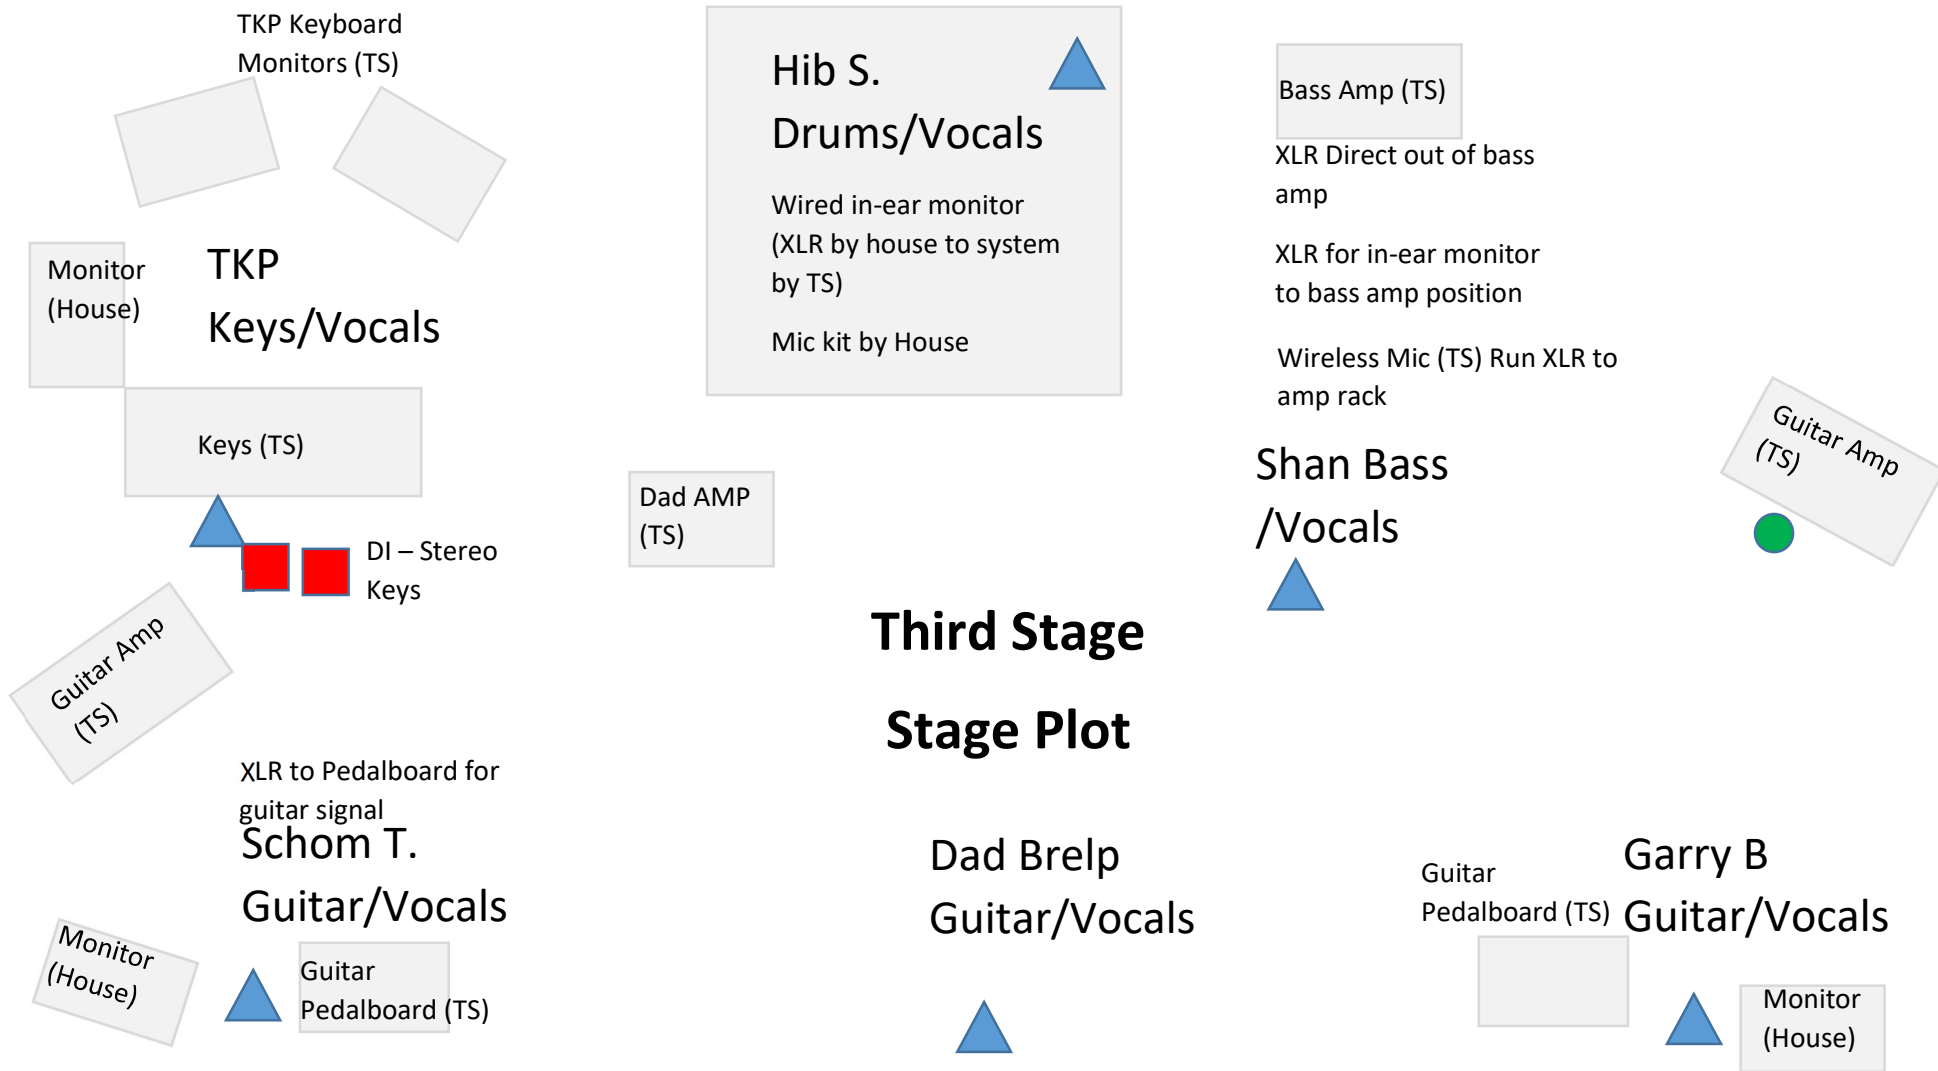 TKP Keyboard
Monitors (TS)
Hib S.
Drums/Vocals
Wired in-ear monitor
(XLR by house to system
by TS)
Mic kit by House
Bass Amp (TS)
XLR Direct out of bass
amp
XLR for in-ear monitor
to bass amp position
Wireless Mic (TS) Run XLR to
amp rack
Monitor
(House)
TKP
Keys/Vocals
Keys (TS)
DI – Stereo
Keys
Dad AMP
(TS)
Shan Bass
/Vocals
Guitar Amp
(TS)
Guitar Amp
(TS)
Third Stage
Stage Plot
XLR to Pedalboard for
guitar signal
Schom T.
Guitar/Vocals
Monitor
(House)
Guitar
Pedalboard (TS)
Dad Brelp
Guitar/Vocals
Guitar
Pedalboard (TS)
Garry B
Guitar/Vocals
Monitor
(House)